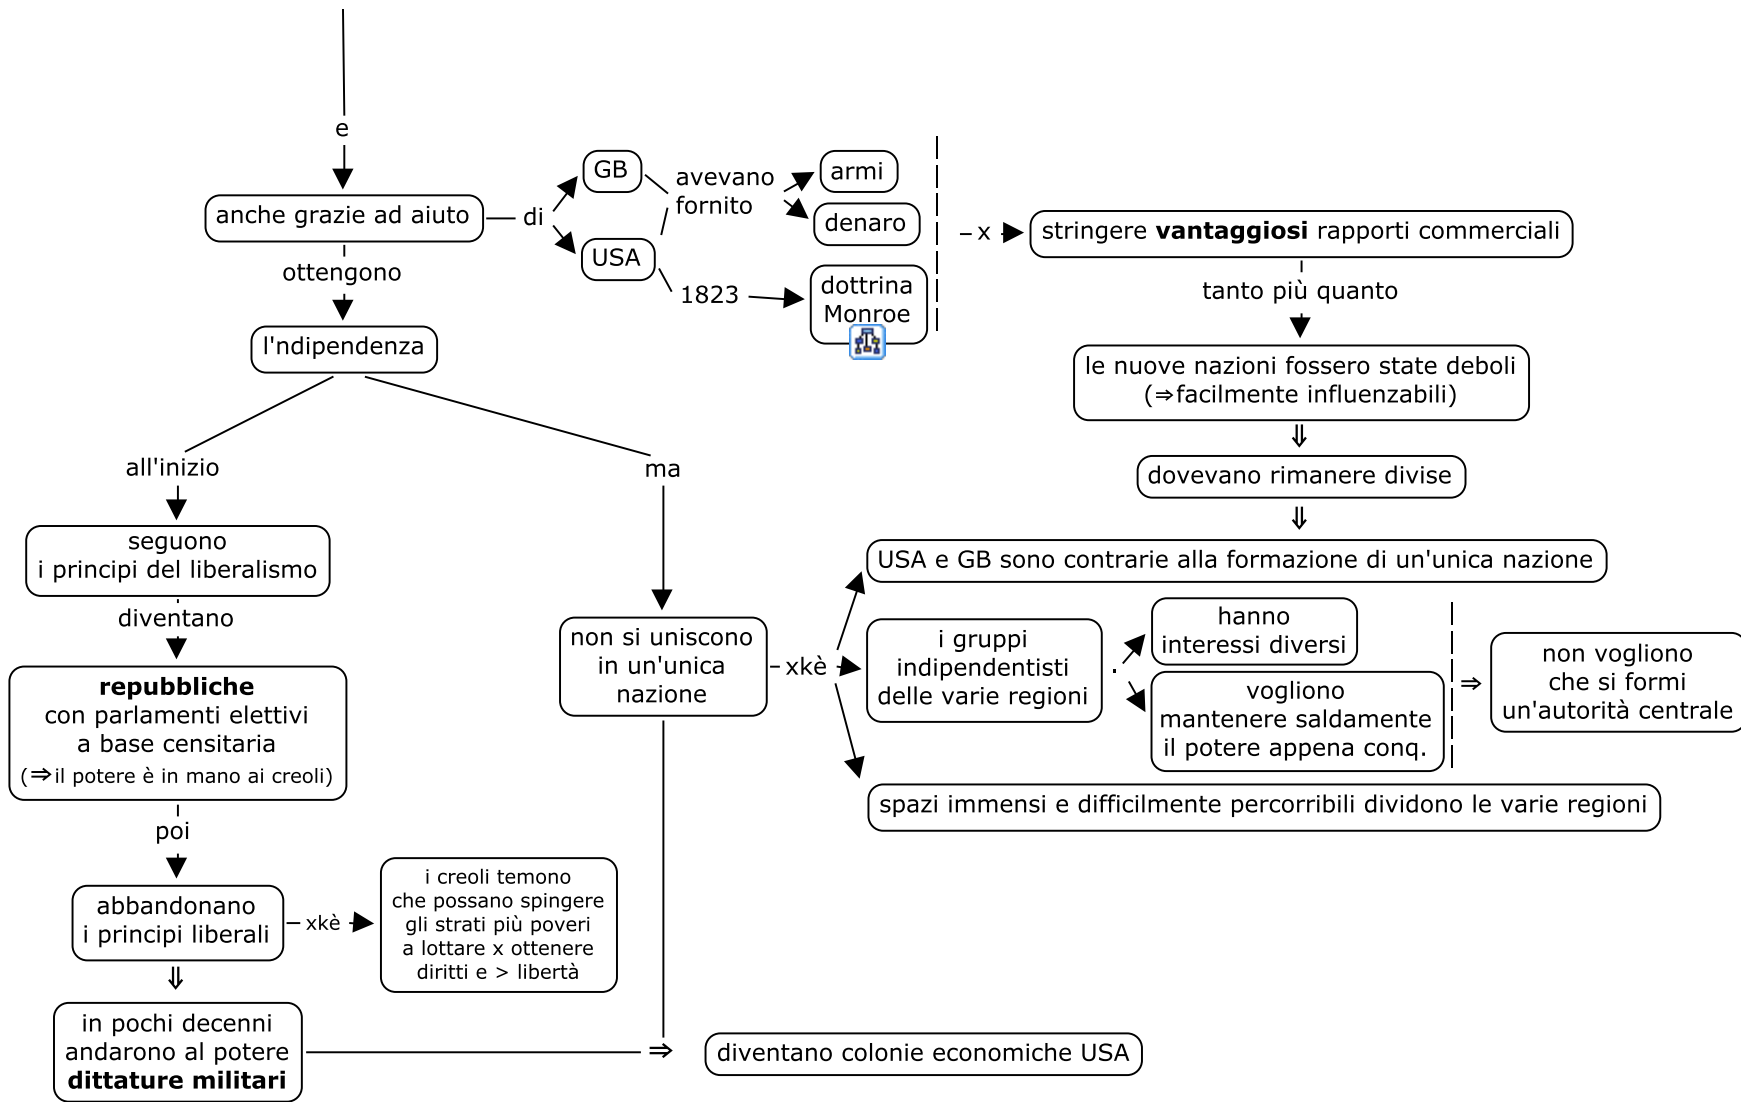 e
anche grazie ad aiuto
di
GB
USA
avevano
fornito
armi
denaro
1823
dottrina
Monroe
x
stringere vantaggiosi rapporti commerciali
tanto più quanto
le nuove nazioni fossero state deboli
(⇒facilmente influenzabili)
⇓
dovevano rimanere divise
⇓
USA e GB sono contrarie alla formazione di un'unica nazione
ottengono
l'ndipendenza
all'inizio
seguono
i principi del liberalismo
diventano
repubbliche
con parlamenti elettivi
a base censitaria
(⇒il potere è in mano ai creoli)
poi
abbandonano
i principi liberali
xkè
i creoli temono
che possano spingere
gli strati più poveri
a lottare x ottenere
diritti e > libertà
⇓
in pochi decenni
andarono al potere
dittature militari
ma
non si uniscono
in un'unica
nazione
xkè
i gruppi
indipendentisti
delle varie regioni
.
hanno
interessi diversi
vogliono
mantenere saldamente
il potere appena conq.
⇒
non vogliono
che si formi
un'autorità centrale
spazi immensi e difficilmente percorribili dividono le varie regioni
⇒
diventano colonie economiche USA